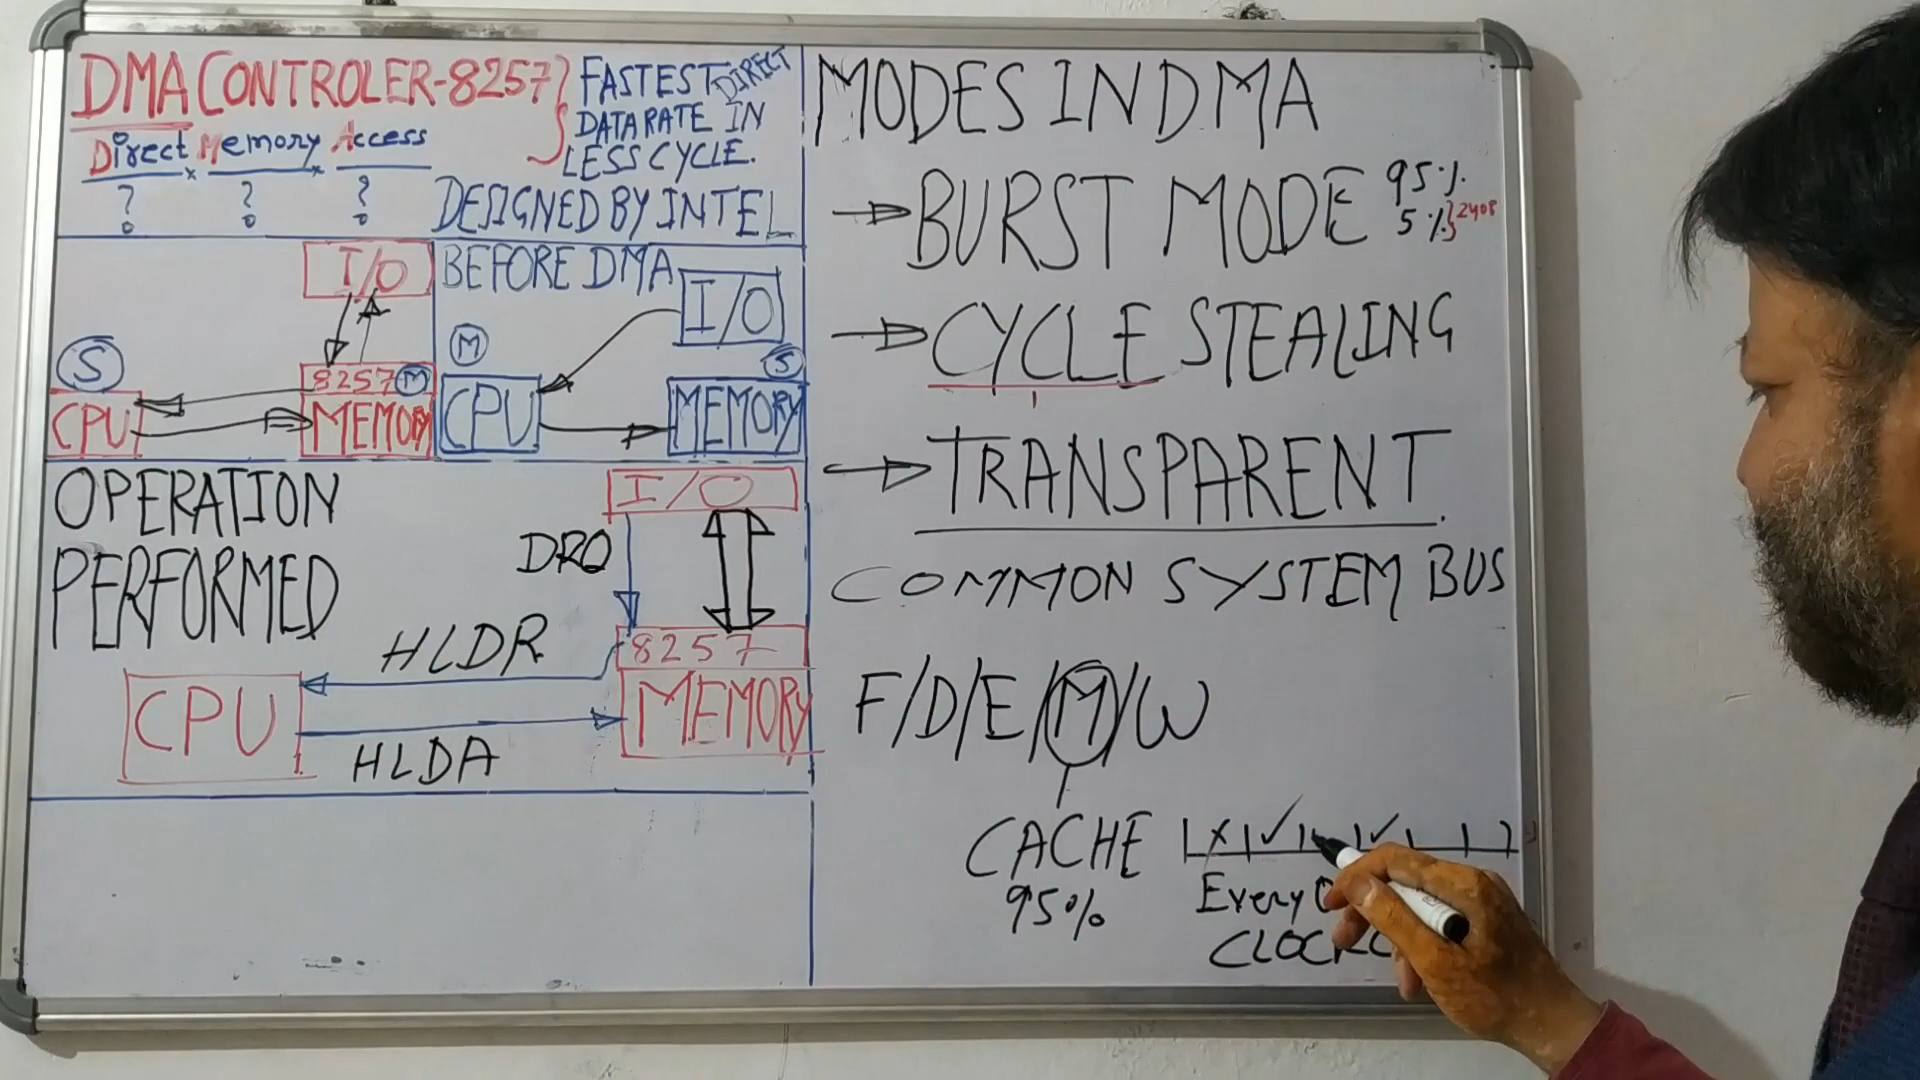 DMA CONTROLER-8257
Direct Memory Access
? ? ?
FASTEST DIRECT
DATA RATE IN
LESS CYCLE.
DESIGNED BY INTEL
I/O
S
8257 M
CPU
MEMORY
BEFORE DMA
I/O
M
S
CPU
MEMORY
OPERATION
PERFORMED
I/O
DRQ
HLDR
8257
CPU
MEMORY
HLDA
MODES IN DMA
BURST MODE
95%
5%
CYCLE STEALING
TRANSPARENT
COMMON SYSTEM BUS
F/D/E/M/W
CACHE
95%
Every
CLOCK